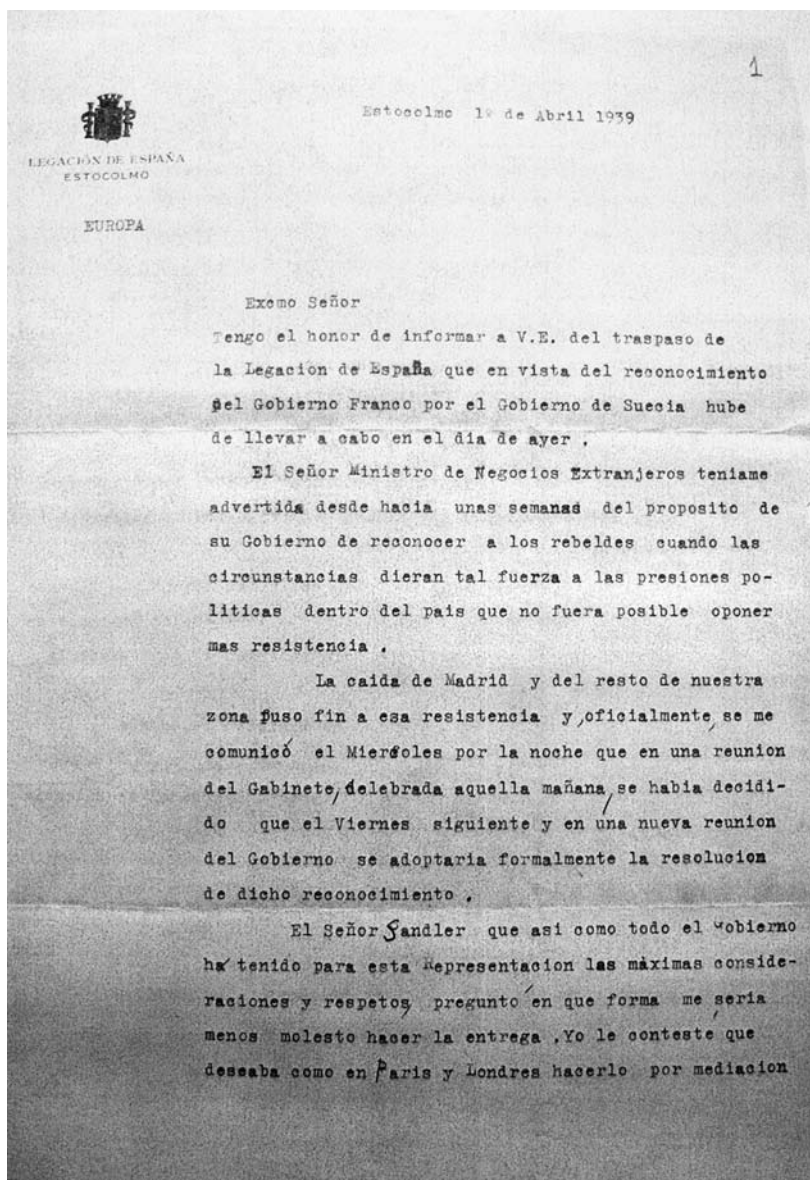 1
Estocolmo 1º de Abril 1939
LEGACIÓN DE ESPAÑA
ESTOCOLMO
EUROPA
Excmo Señor
Tengo el honor de informar a V.E. del traspaso de
la Legación de España que en vista del reconocimiento
del Gobierno Franco por el Gobierno de Suecia hube
de llevar a cabo en el dia de ayer .
El Señor Ministro de Negocios Extranjeros teniame
advertida desde hacia unas semanas del proposito de
su Gobierno de reconocer a los rebeldes cuando las
circunstancias dieran tal fuerza a las presiones po-
liticas dentro del pais que no fuera posible oponer
mas resistencia .
La caida de Madrid y del resto de nuestra
zona puso fin a esa resistencia y,oficialmente, se me
comunicó el Miercoles por la noche que en una reunion
del Gabinete, celebrada aquella mañana, se habia decidi-
do que el Viernes siguiente y en una nueva reunion
del Gobierno se adoptaria formalmente la resolucion
de dicho reconocimiento .
El Señor Sandler que asi como todo el Gobierno
ha tenido para esta Representacion las máximas conside-
raciones y respetos, pregunto en que forma me seria
menos molesto hacer la entrega .Yo le conteste que
deseaba como en Paris y Londres hacerlo por mediacion